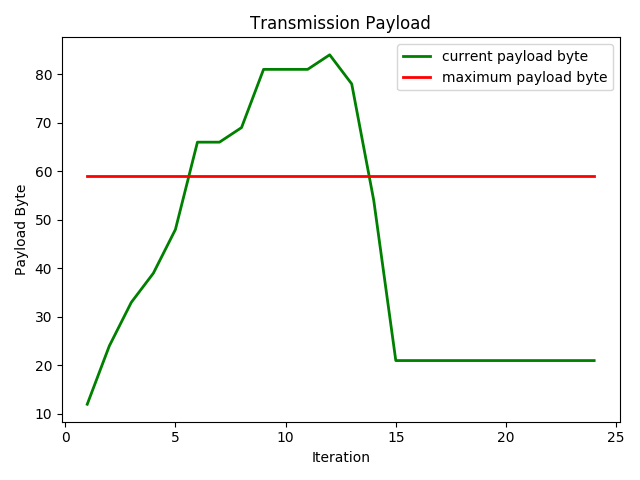 Transmission Payload
current payload byte
maximum payload byte
Payload Byte
80
70
60
50
40
30
20
10
0 5 10 15 20 25
Iteration